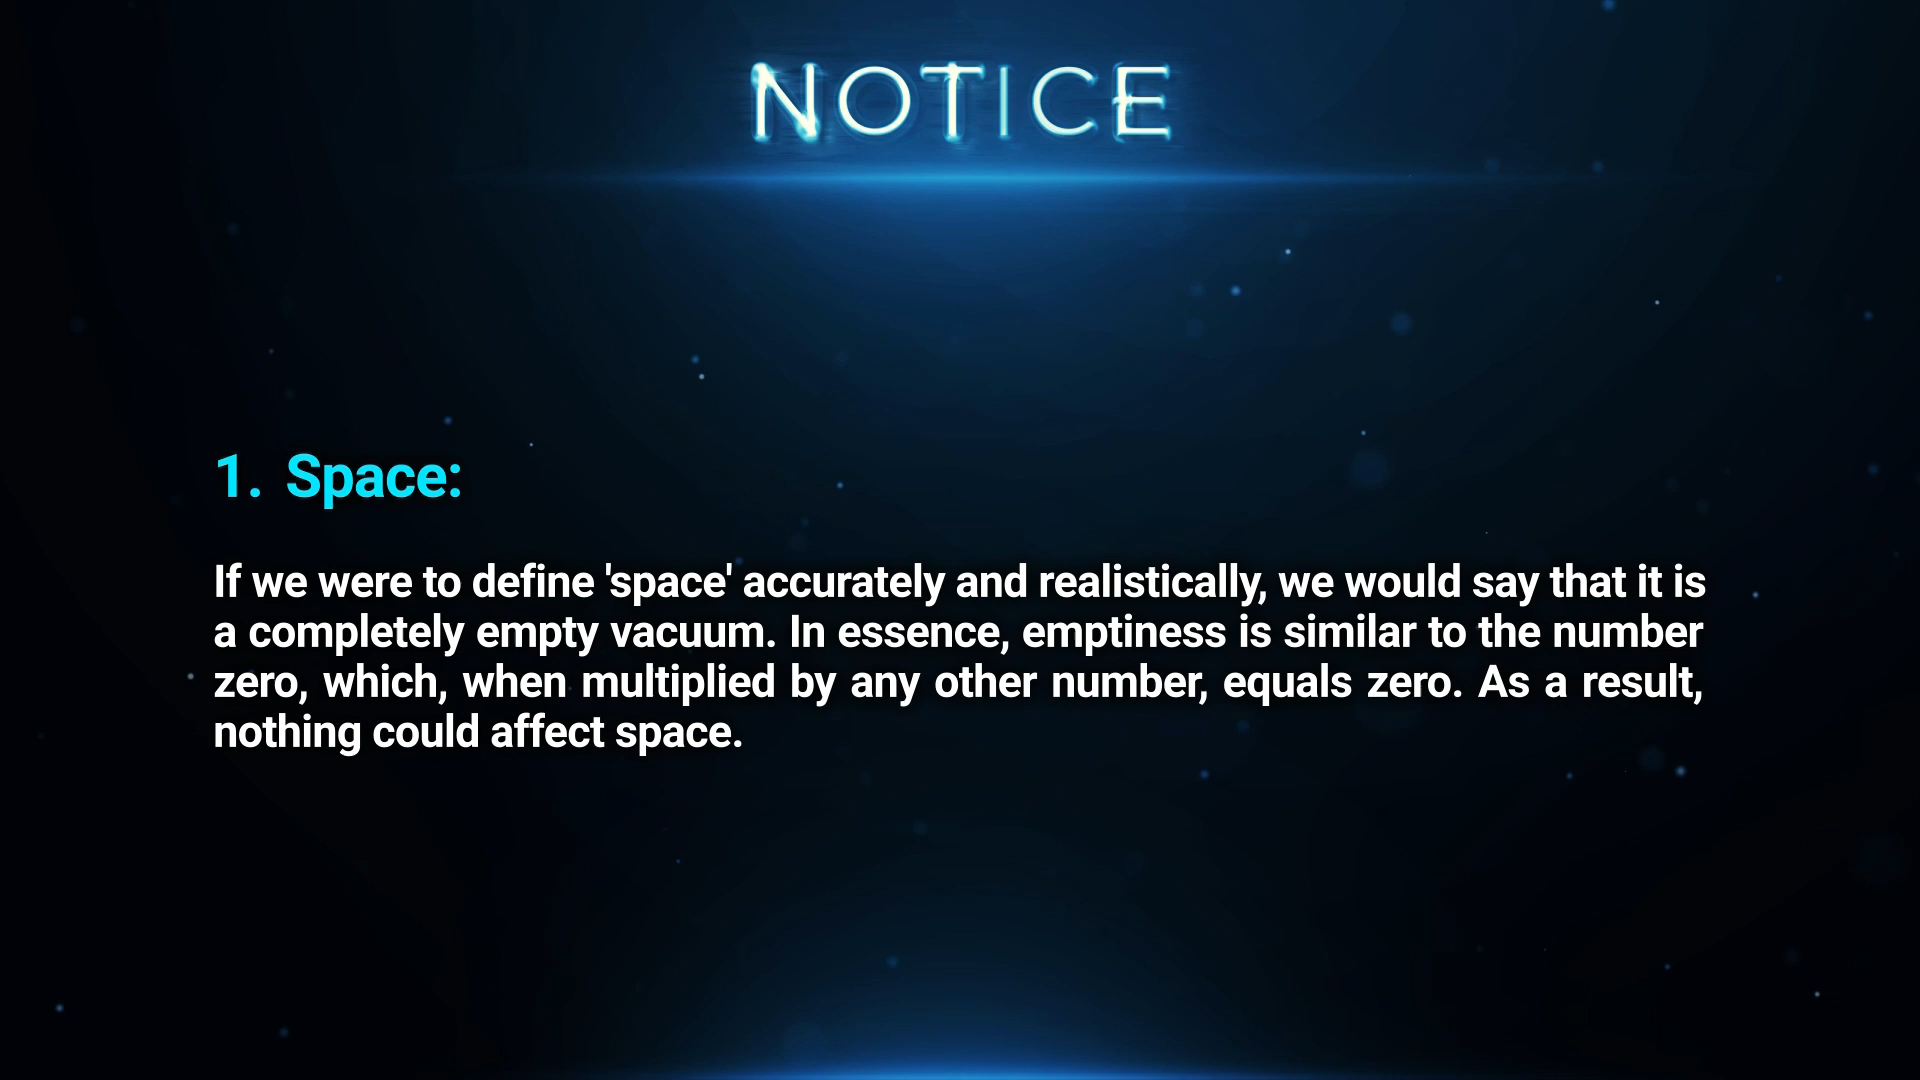 NOTICE
1. Space:
If we were to define 'space' accurately and realistically, we would say that it is
a completely empty vacuum. In essence, emptiness is similar to the number
zero, which, when multiplied by any other number, equals zero. As a result,
nothing could affect space.